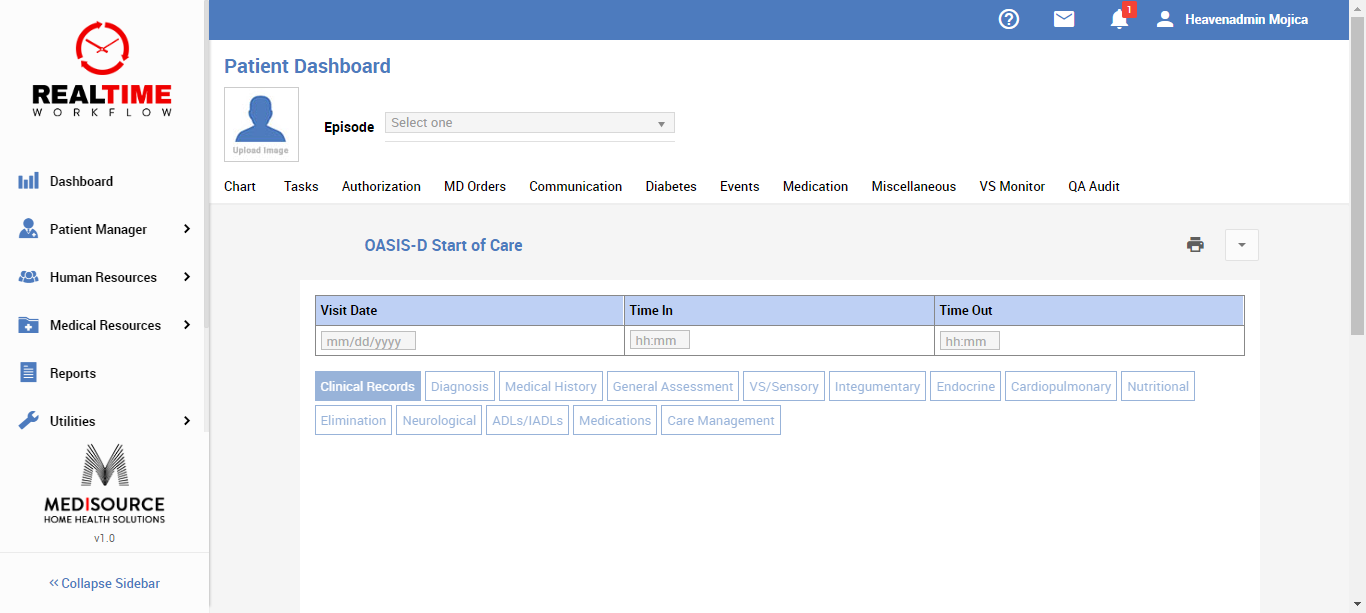 1
Heavenadmin Mojica
REALTIME
WORKFLOW
Patient Dashboard
Upload Image
Episode
Select one
Chart Tasks Authorization MD Orders Communication Diabetes Events Medication Miscellaneous VS Monitor QA Audit
Dashboard
Patient Manager
Human Resources
Medical Resources
Reports
Utilities
MEDISOURCE
HOME HEALTH SOLUTIONS
v1.0
Collapse Sidebar
OASIS-D Start of Care
Visit Date Time In Time Out
mm/dd/yyyy hh:mm hh:mm
Clinical Records Diagnosis Medical History General Assessment VS/Sensory Integumentary Endocrine Cardiopulmonary Nutritional
Elimination Neurological ADLs/IADLs Medications Care Management